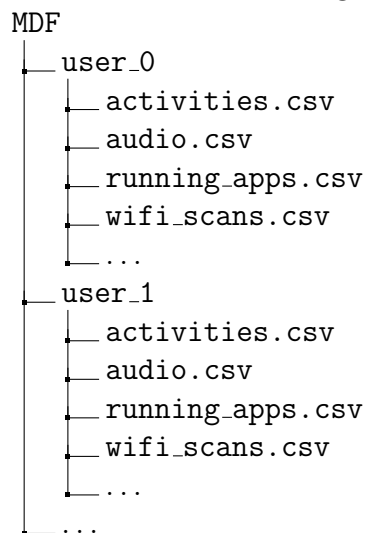 MDF
user_0
activities.csv
audio.csv
running_apps.csv
wifi_scans.csv
...
user_1
activities.csv
audio.csv
running_apps.csv
wifi_scans.csv
...
...